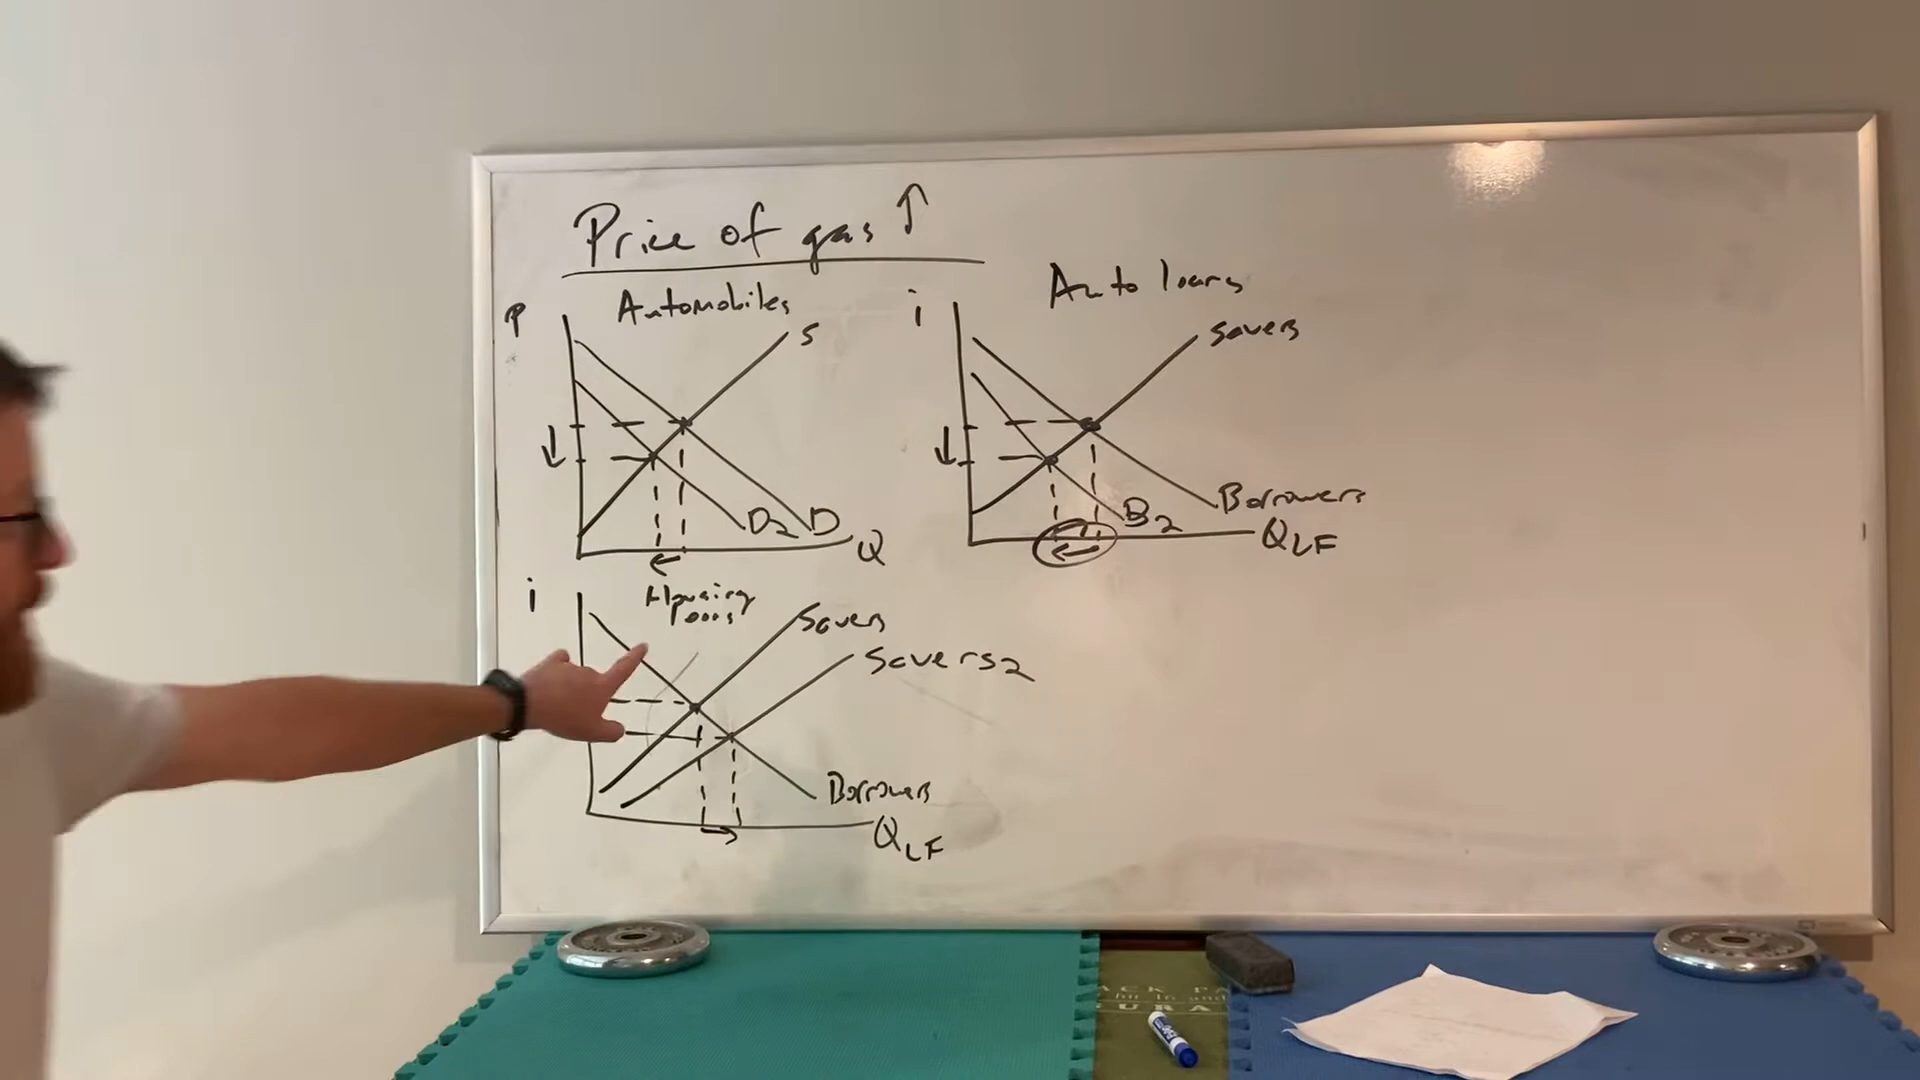 Price of gas ↑
Automobiles
P
S
D2
D
Q
Auto loans
i
Savers
Borrowers
B2
QLF
Housing
loans
i
Savers
Savers2
Borrowers
QLF